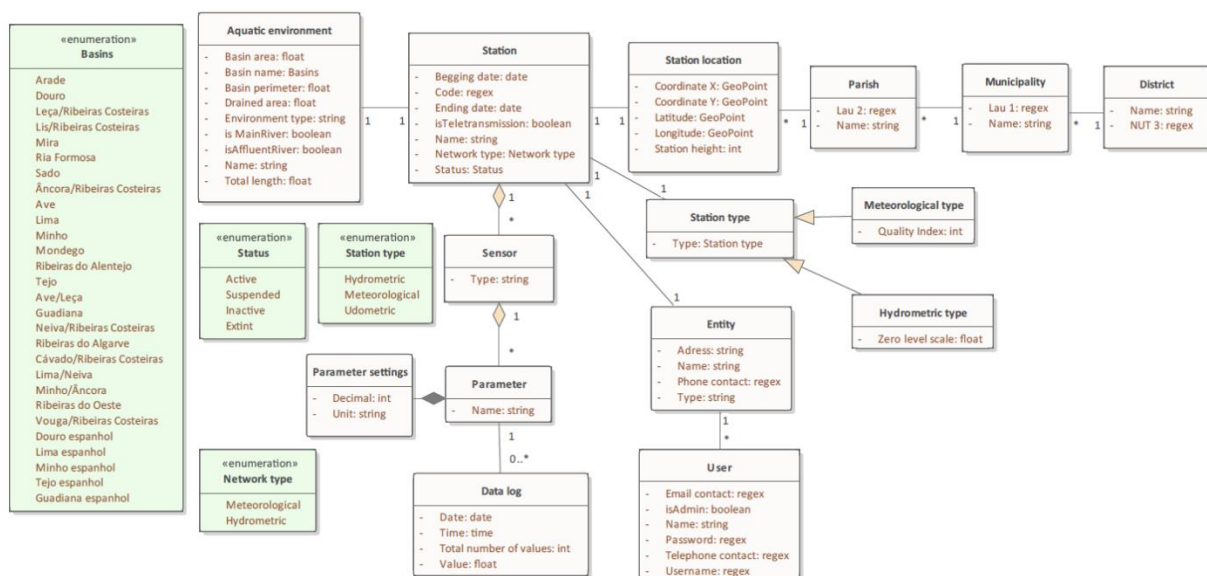 «enumeration»
Basins
Arade
Douro
Leça/Ribeiras Costeiras
Lis/Ribeiras Costeiras
Mira
Ria Formosa
Sado
Âncora/Ribeiras Costeiras
Ave
Lima
Minho
Mondego
Ribeiras do Alentejo
Tejo
Ave/Leça
Guadiana
Neiva/Ribeiras Costeiras
Ribeiras do Algarve
Cávado/Ribeiras Costeiras
Lima/Neiva
Minho/Âncora
Ribeiras do Oeste
Vouga/Ribeiras Costeiras
Douro espanhol
Lima espanhol
Minho espanhol
Tejo espanhol
Guadiana espanhol
Aquatic environment
- Basin area: float
- Basin name: Basins
- Basin perimeter: float
- Drained area: float
- Environment type: string
- is MainRiver: boolean
- isAffluentRiver: boolean
- Name: string
- Total length: float
1
1
Station
- Begging date: date
- Code: regex
- Ending date: date
- isTeletransmission: boolean
- Name: string
- Network type: Network type
- Status: Status
1
1
Station location
- Coordinate X: GeoPoint
- Coordinate Y: GeoPoint
- Latitude: GeoPoint
- Longitude: GeoPoint
- Station height: int
*
1
Parish
- Lau 2: regex
- Name: string
*
1
Municipality
- Lau 1: regex
- Name: string
*
1
District
- Name: string
- NUT 3: regex
1
*
1
1
1
1
«enumeration»
Status
Active
Suspended
Inactive
Extint
«enumeration»
Station type
Hydrometric
Meteorological
Udometric
Sensor
- Type: string
1
*
Station type
- Type: Station type
Meteorological type
- Quality Index: int
Hydrometric type
- Zero level scale: float
Entity
- Adress: string
- Name: string
- Phone contact: regex
- Type: string
1
*
Parameter settings
- Decimal: int
- Unit: string
Parameter
- Name: string
1
0..*
«enumeration»
Network type
Meteorological
Hydrometric
Data log
- Date: date
- Time: time
- Total number of values: int
- Value: float
User
- Email contact: regex
- isAdmin: boolean
- Name: string
- Password: regex
- Telephone contact: regex
- Username: regex